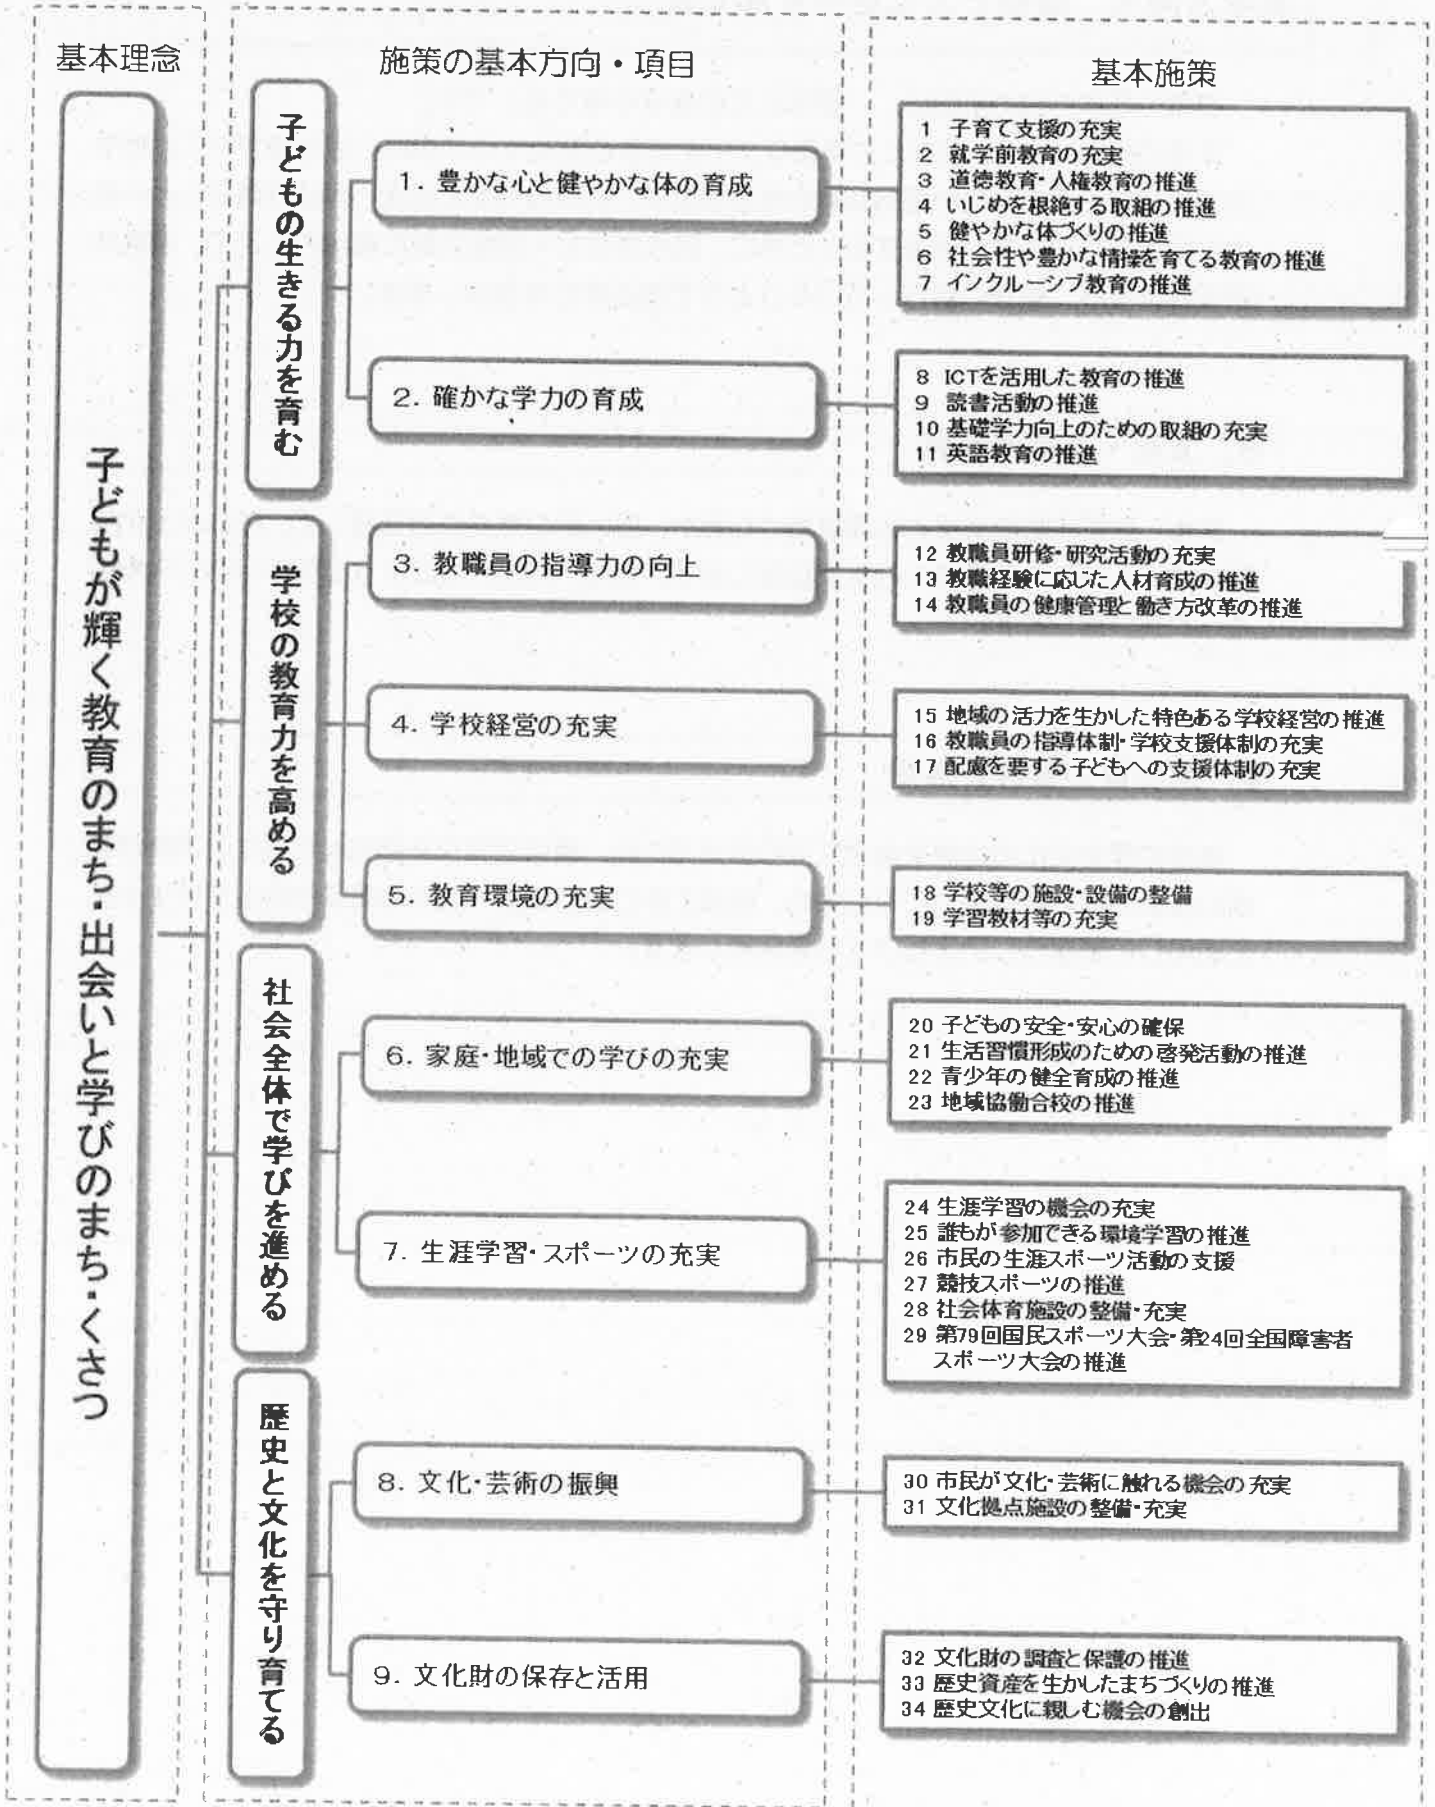 基本理念
施策の基本方向・項目
基本施策
子どもが輝く教育のまち・出会いと学びのまち・くさつ
子どもの生きる力を育む
1. 豊かな心と健やかな体の育成
1 子育て支援の充実
2 就学前教育の充実
3 道徳教育・人権教育の推進
4 いじめを根絶する取組の推進
5 健やかな体づくりの推進
6 社会性や豊かな情操を育てる教育の推進
7 インクルーシブ教育の推進
2. 確かな学力の育成
8 ICTを活用した教育の推進
9 読書活動の推進
10 基礎学力向上のための取組の充実
11 英語教育の推進
学校の教育力を高める
3. 教職員の指導力の向上
12 教職員研修・研究活動の充実
13 教職経験に応じた人材育成の推進
14 教職員の健康管理と働き方改革の推進
4. 学校経営の充実
15 地域の活力を生かした特色ある学校経営の推進
16 教職員の指導体制・学校支援体制の充実
17 配慮を要する子どもへの支援体制の充実
5. 教育環境の充実
18 学校等の施設・設備の整備
19 学習教材等の充実
社会全体で学びを進める
6. 家庭・地域での学びの充実
20 子どもの安全・安心の確保
21 生活習慣形成のための啓発活動の推進
22 青少年の健全育成の推進
23 地域協働合校の推進
7. 生涯学習・スポーツの充実
24 生涯学習の機会の充実
25 誰もが参加できる環境学習の推進
26 市民の生涯スポーツ活動の支援
27 競技スポーツの推進
28 社会体育施設の整備・充実
29 第79回国民スポーツ大会・第24回全国障害者
スポーツ大会の推進
歴史と文化を守り育てる
8. 文化・芸術の振興
30 市民が文化・芸術に触れる機会の充実
31 文化拠点施設の整備・充実
9. 文化財の保存と活用
32 文化財の調査と保護の推進
33 歴史資産を生かしたまちづくりの推進
34 歴史文化に親しむ機会の創出